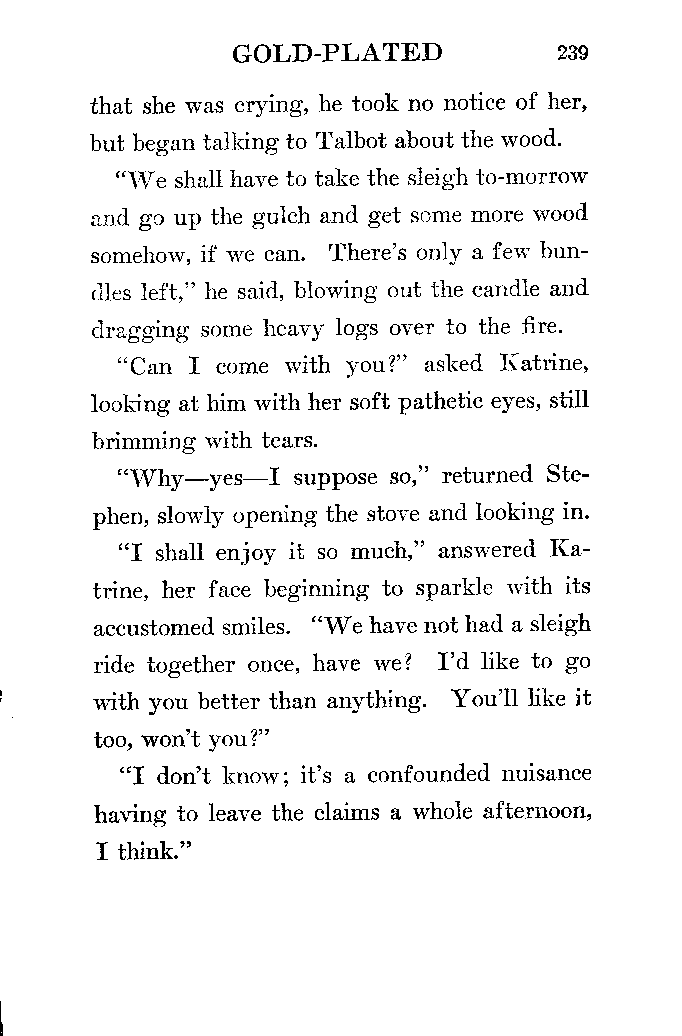 GOLD-PLATED 239
that she was crying, he took no notice of her,
but began talking to Talbot about the wood.
“We shall have to take the sleigh to-morrow
and go up the gulch and get some more wood
somehow, if we can. There’s only a few bun-
dles left,” he said, blowing out the candle and
dragging some heavy logs over to the fire.
“Can I come with you?” asked Katrine,
looking at him with her soft pathetic eyes, still
brimming with tears.
“Why—yes—I suppose so,” returned Ste-
phen, slowly opening the stove and looking in.
“I shall enjoy it so much,” answered Ka-
trine, her face beginning to sparkle with its
accustomed smiles. “We have not had a sleigh
ride together once, have we? I’d like to go
with you better than anything. You’ll like it
too, won’t you?”
“I don’t know; it’s a confounded nuisance
having to leave the claims a whole afternoon,
I think.”